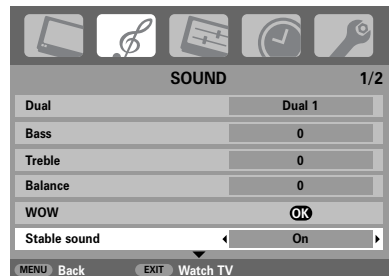 SOUND 1/2
Dual Dual 1
Bass 0
Treble 0
Balance 0
WOW OK
Stable sound On
MENU Back EXIT Watch TV